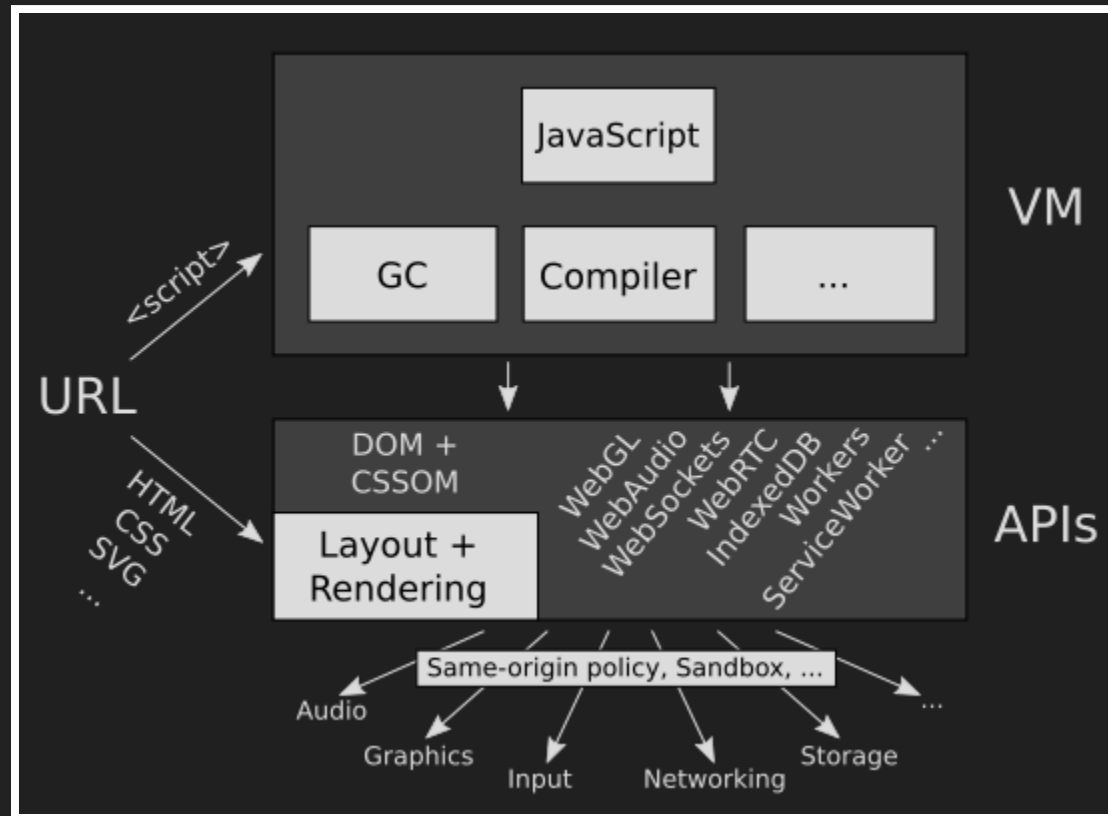 JavaScript
VM
<script>
GC
Compiler
...
URL
HTML
CSS
SVG
...
DOM +
CSSOM
Layout +
Rendering
WebGL
WebAudio
WebSockets
WebRTC
IndexedDB
Workers
ServiceWorker
...
APIs
Same-origin policy, Sandbox, ...
Audio
Graphics
Input
Networking
Storage
...